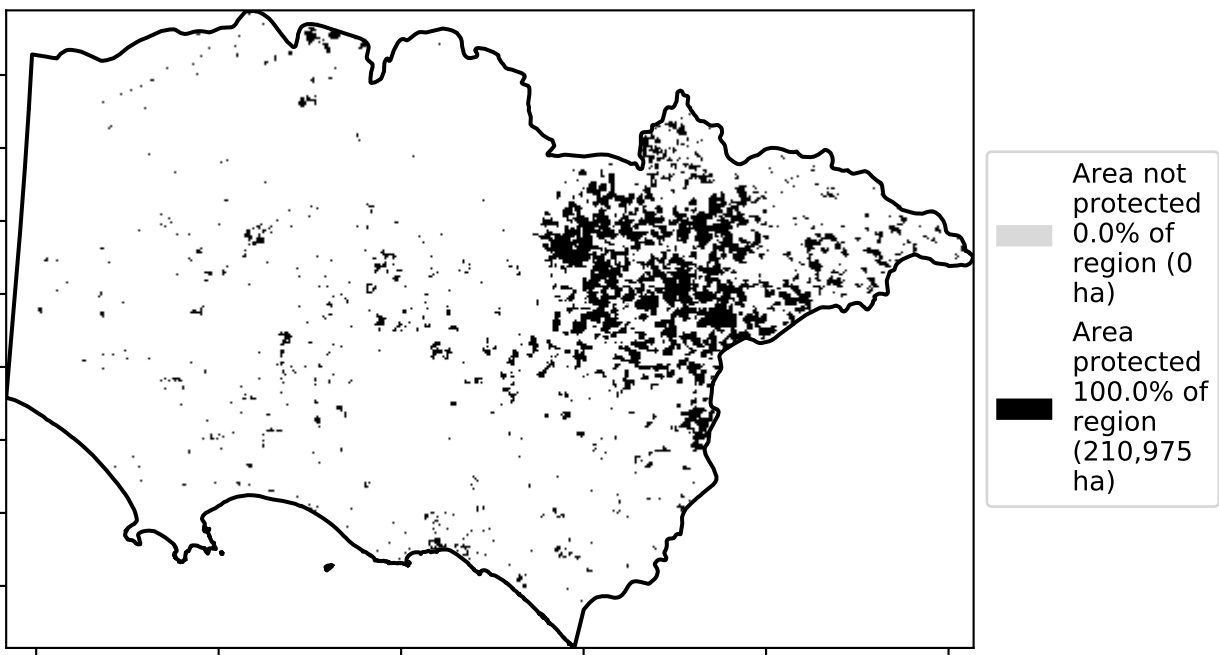 Area not
protected
0.0% of
region (0
ha)
Area
protected
100.0% of
region
(210,975
ha)